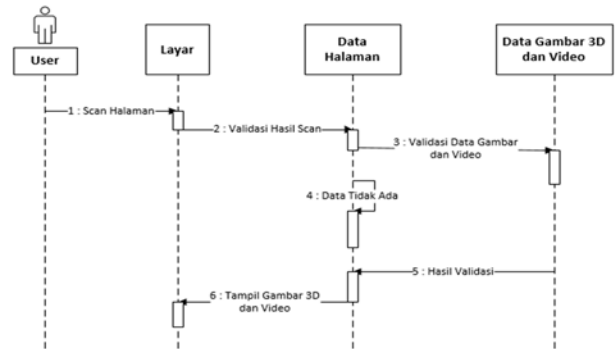 User
Layar
Data
Halaman
Data Gambar 3D
dan Video
1 : Scan Halaman
2 : Validasi Hasil Scan
3 : Validasi Data Gambar
dan Video
4 : Data Tidak Ada
5 : Hasil Validasi
6 : Tampil Gambar 3D
dan Video